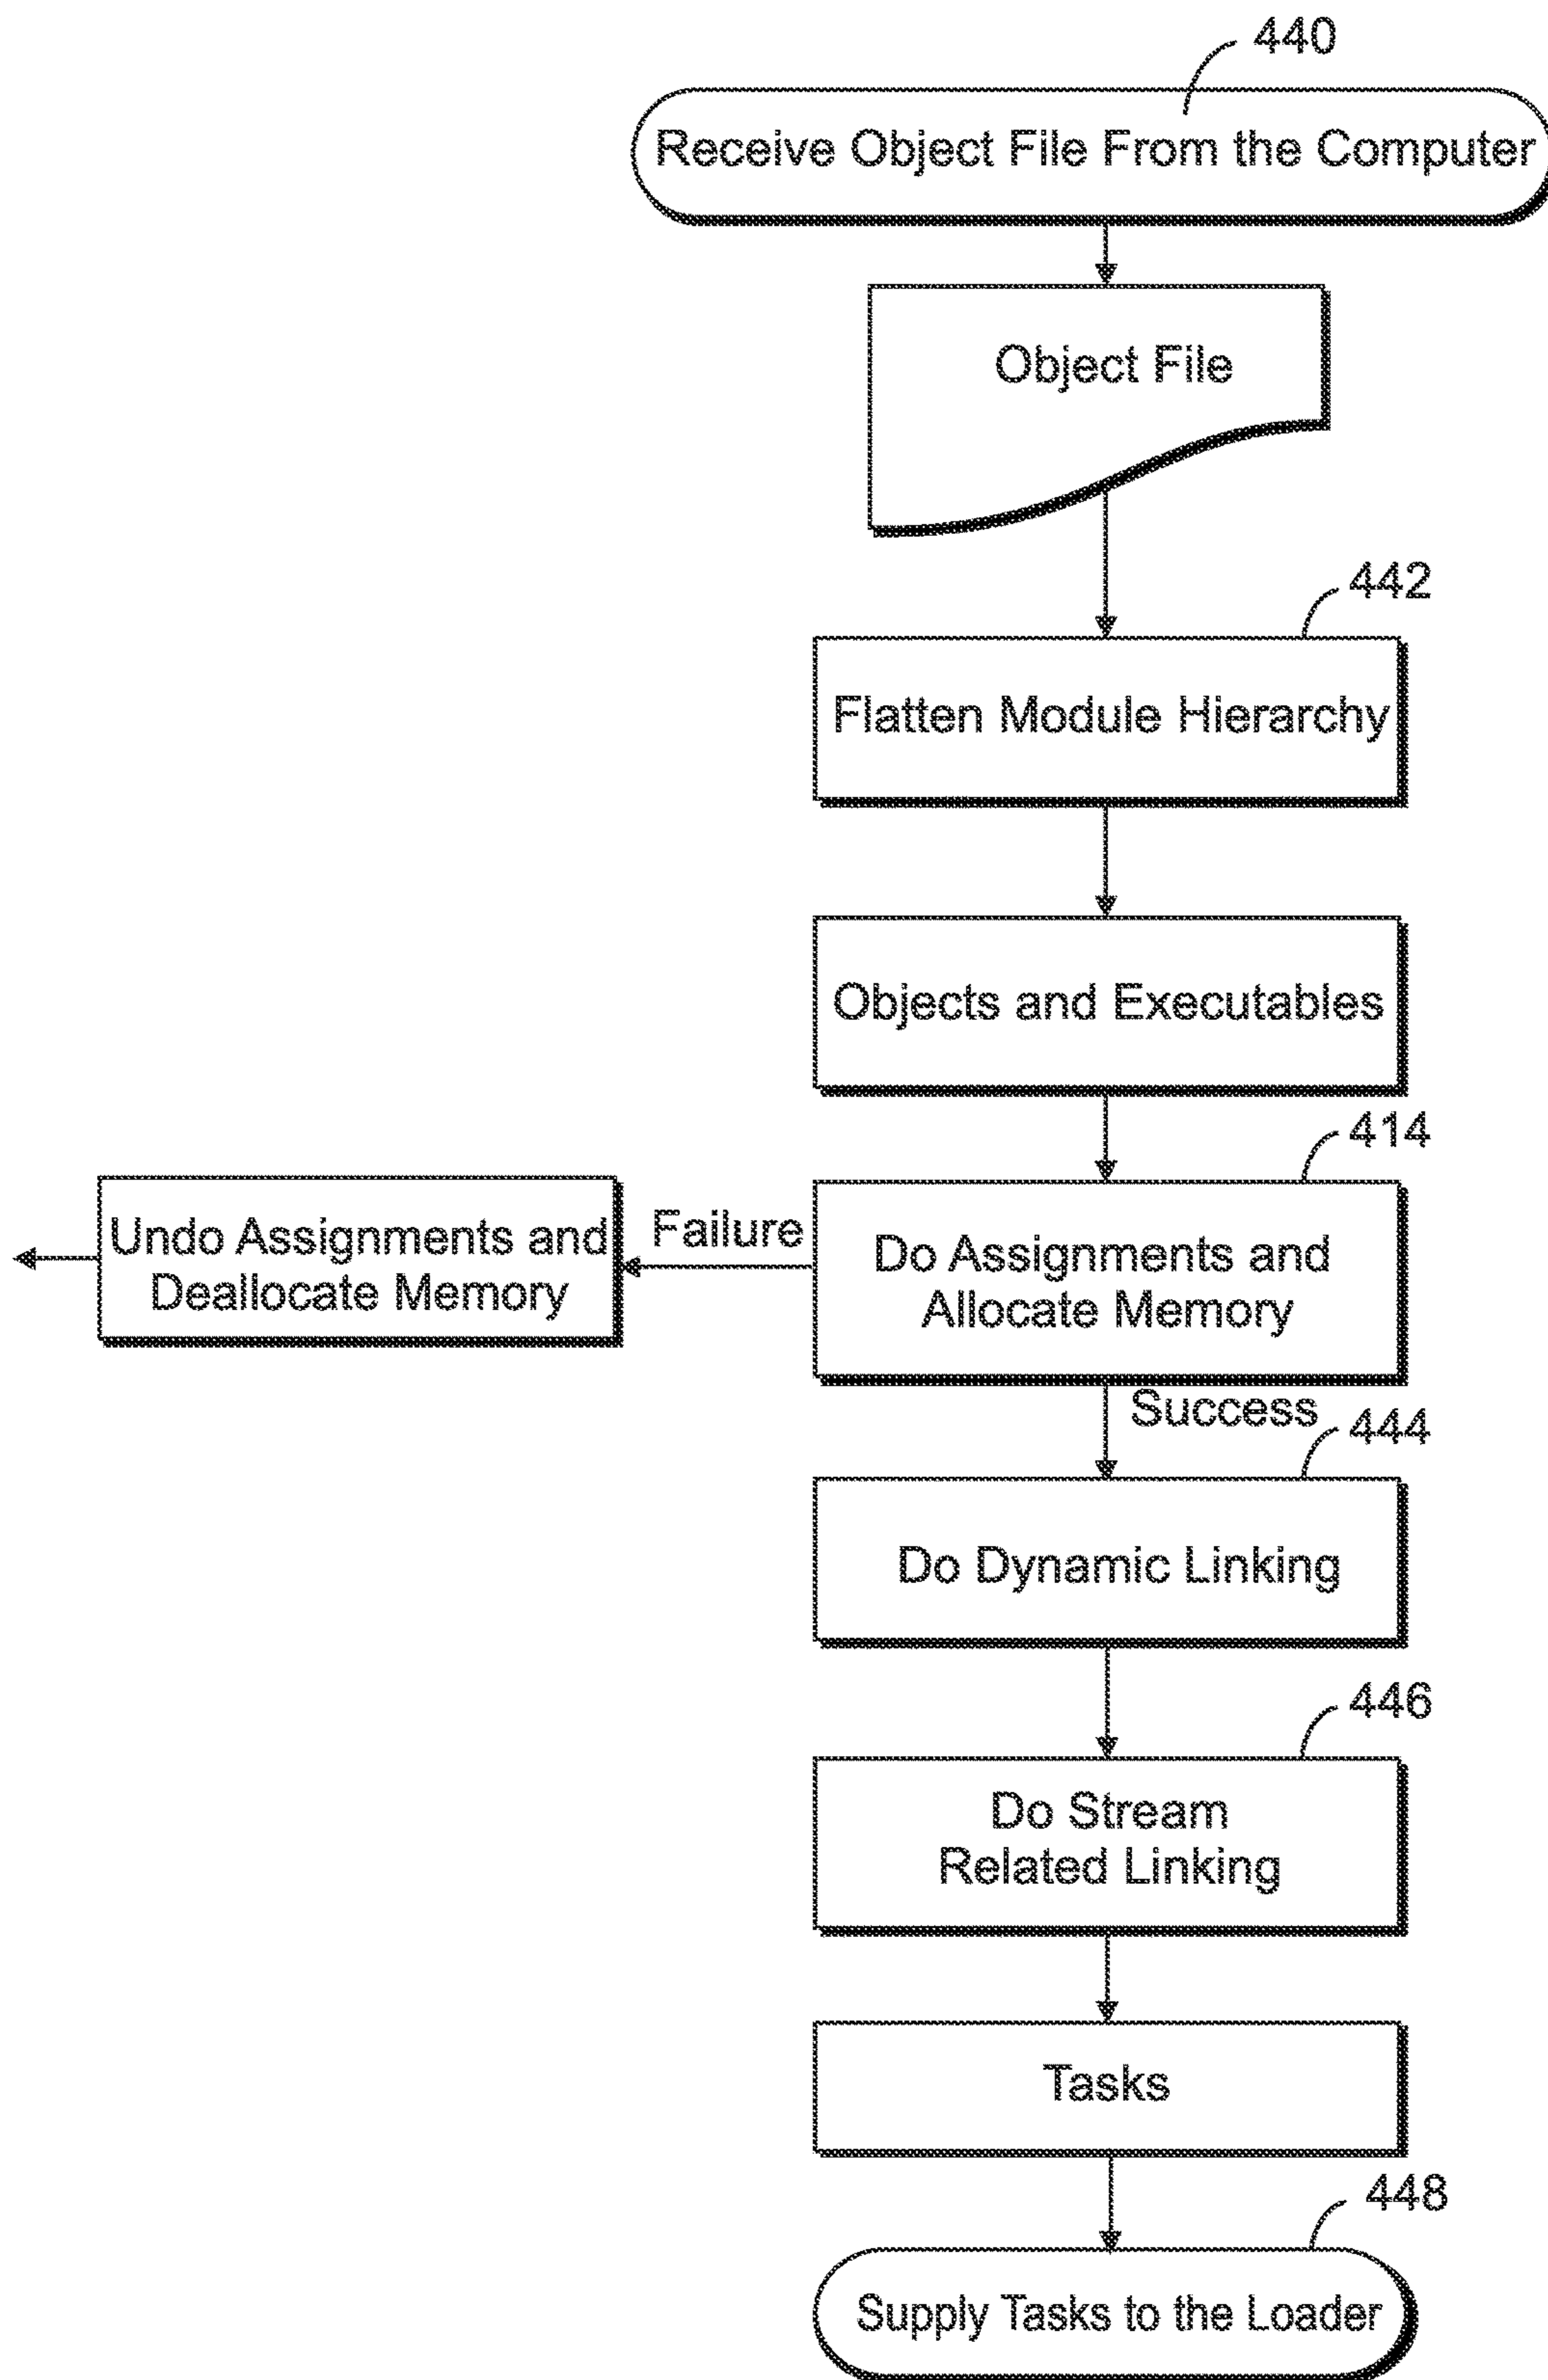 440
Receive Object File From the Computer
Object File
442
Flatten Module Hierarchy
Objects and Executables
414
Undo Assignments and
Deallocate Memory
Failure
Do Assignments and
Allocate Memory
Success
444
Do Dynamic Linking
446
Do Stream
Related Linking
Tasks
448
Supply Tasks to the Loader